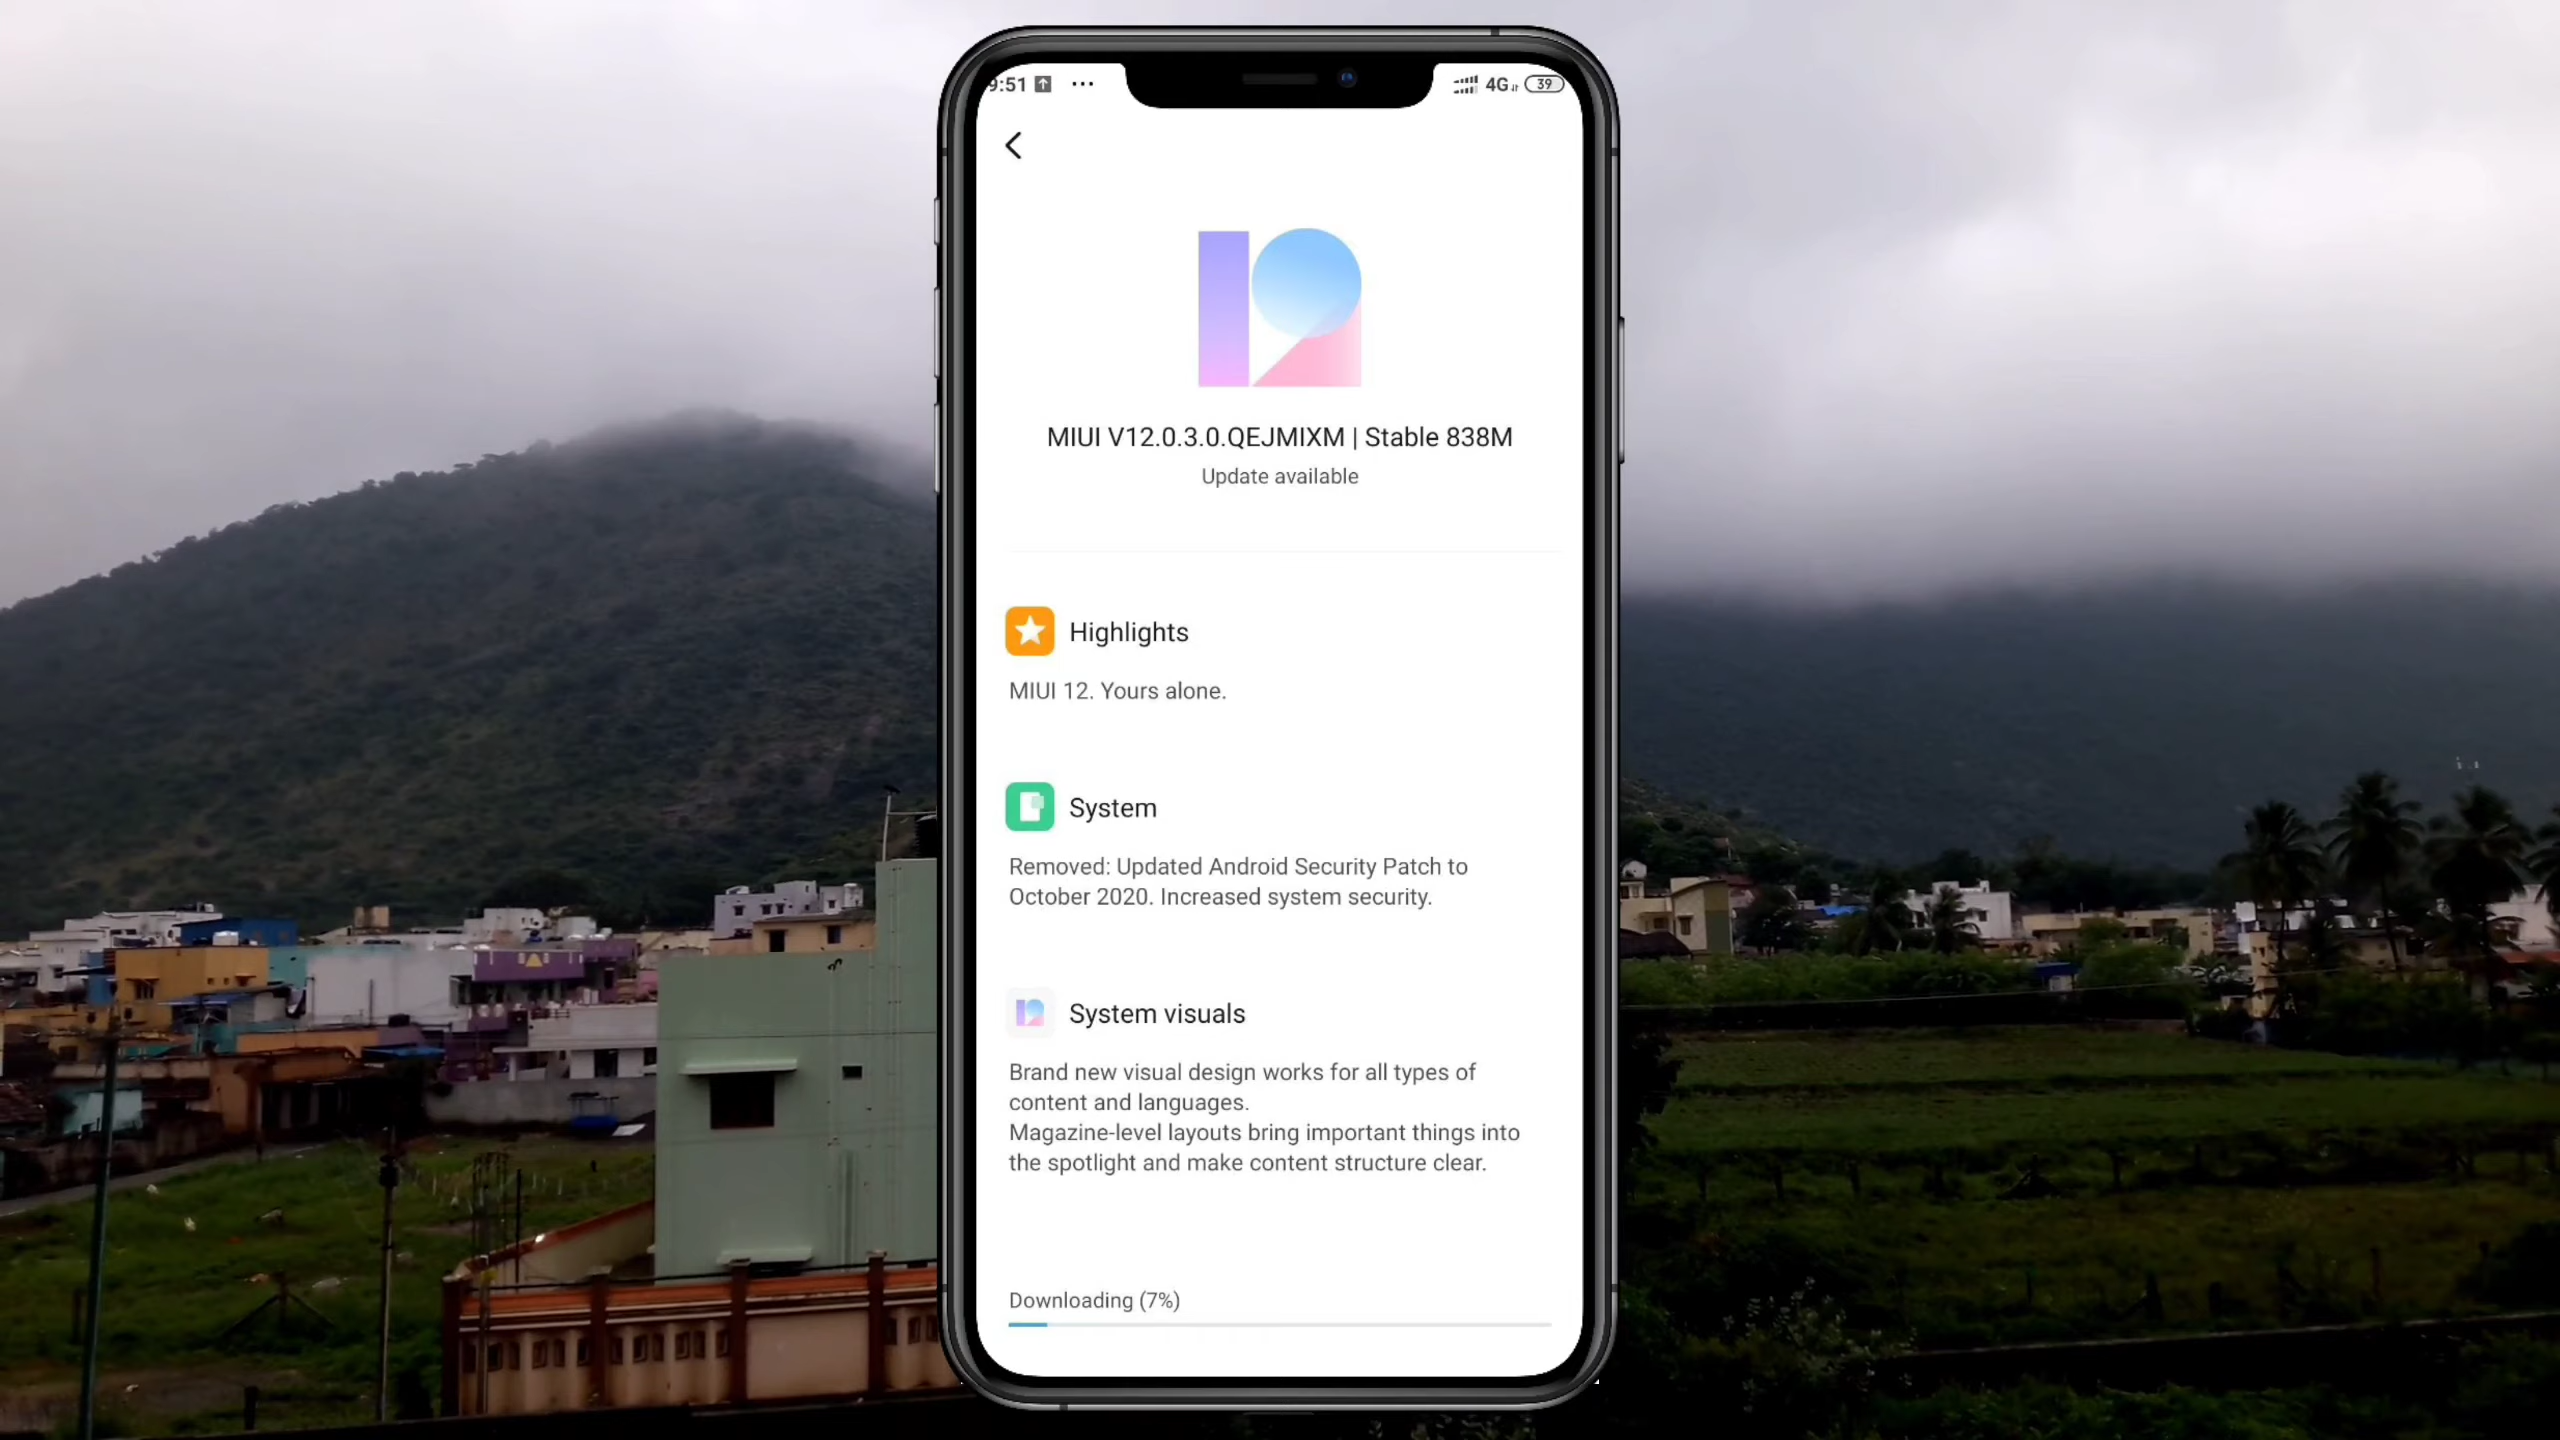 9:51 ... 4G 39
MIUI V12.0.3.0.QEJMIXM | Stable 838M
Update available
Highlights
MIUI 12. Yours alone.
System
Removed: Updated Android Security Patch to
October 2020. Increased system security.
System visuals
Brand new visual design works for all types of
content and languages.
Magazine-level layouts bring important things into
the spotlight and make content structure clear.
Downloading (7%)